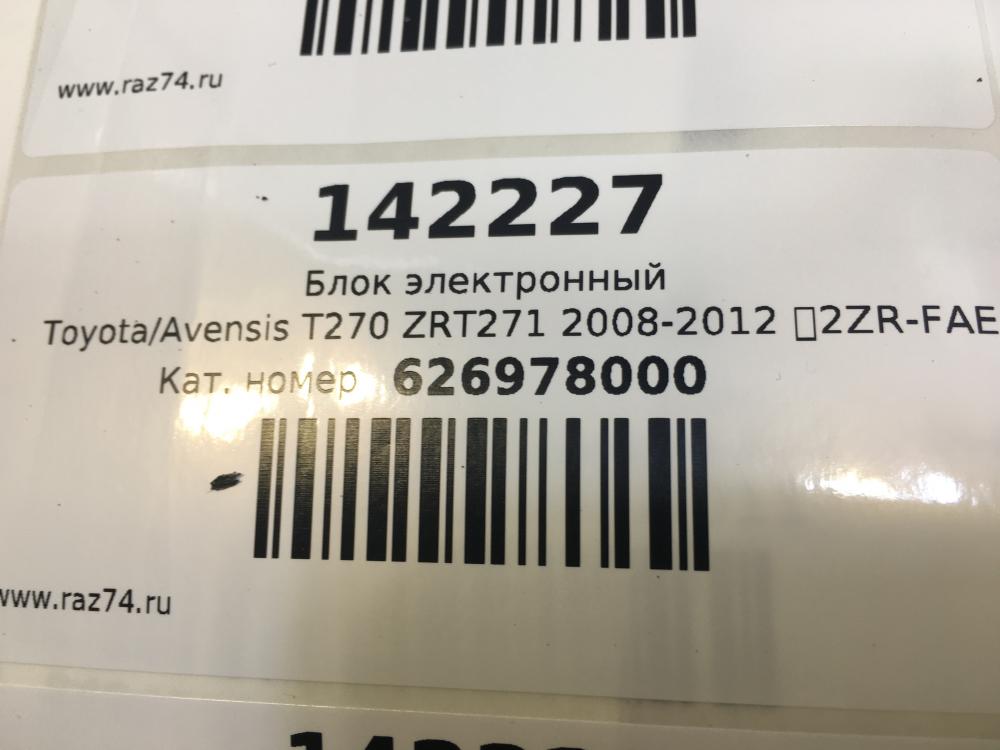 www.raz74.ru
142227
Блок электронный
Toyota/Avensis T270 ZRT271 2008-2012 ▯2ZR-FAE
Кат. номер 626978000
www.raz74.ru